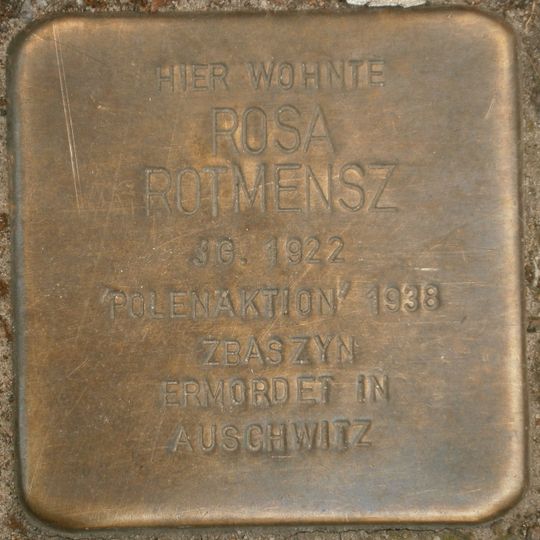 HIER WOHNTE
ROSA
ROTMENSZ
JG. 1922
'POLENAKTION' 1938
ZBASZYN
ERMORDET IN
AUSCHWITZ